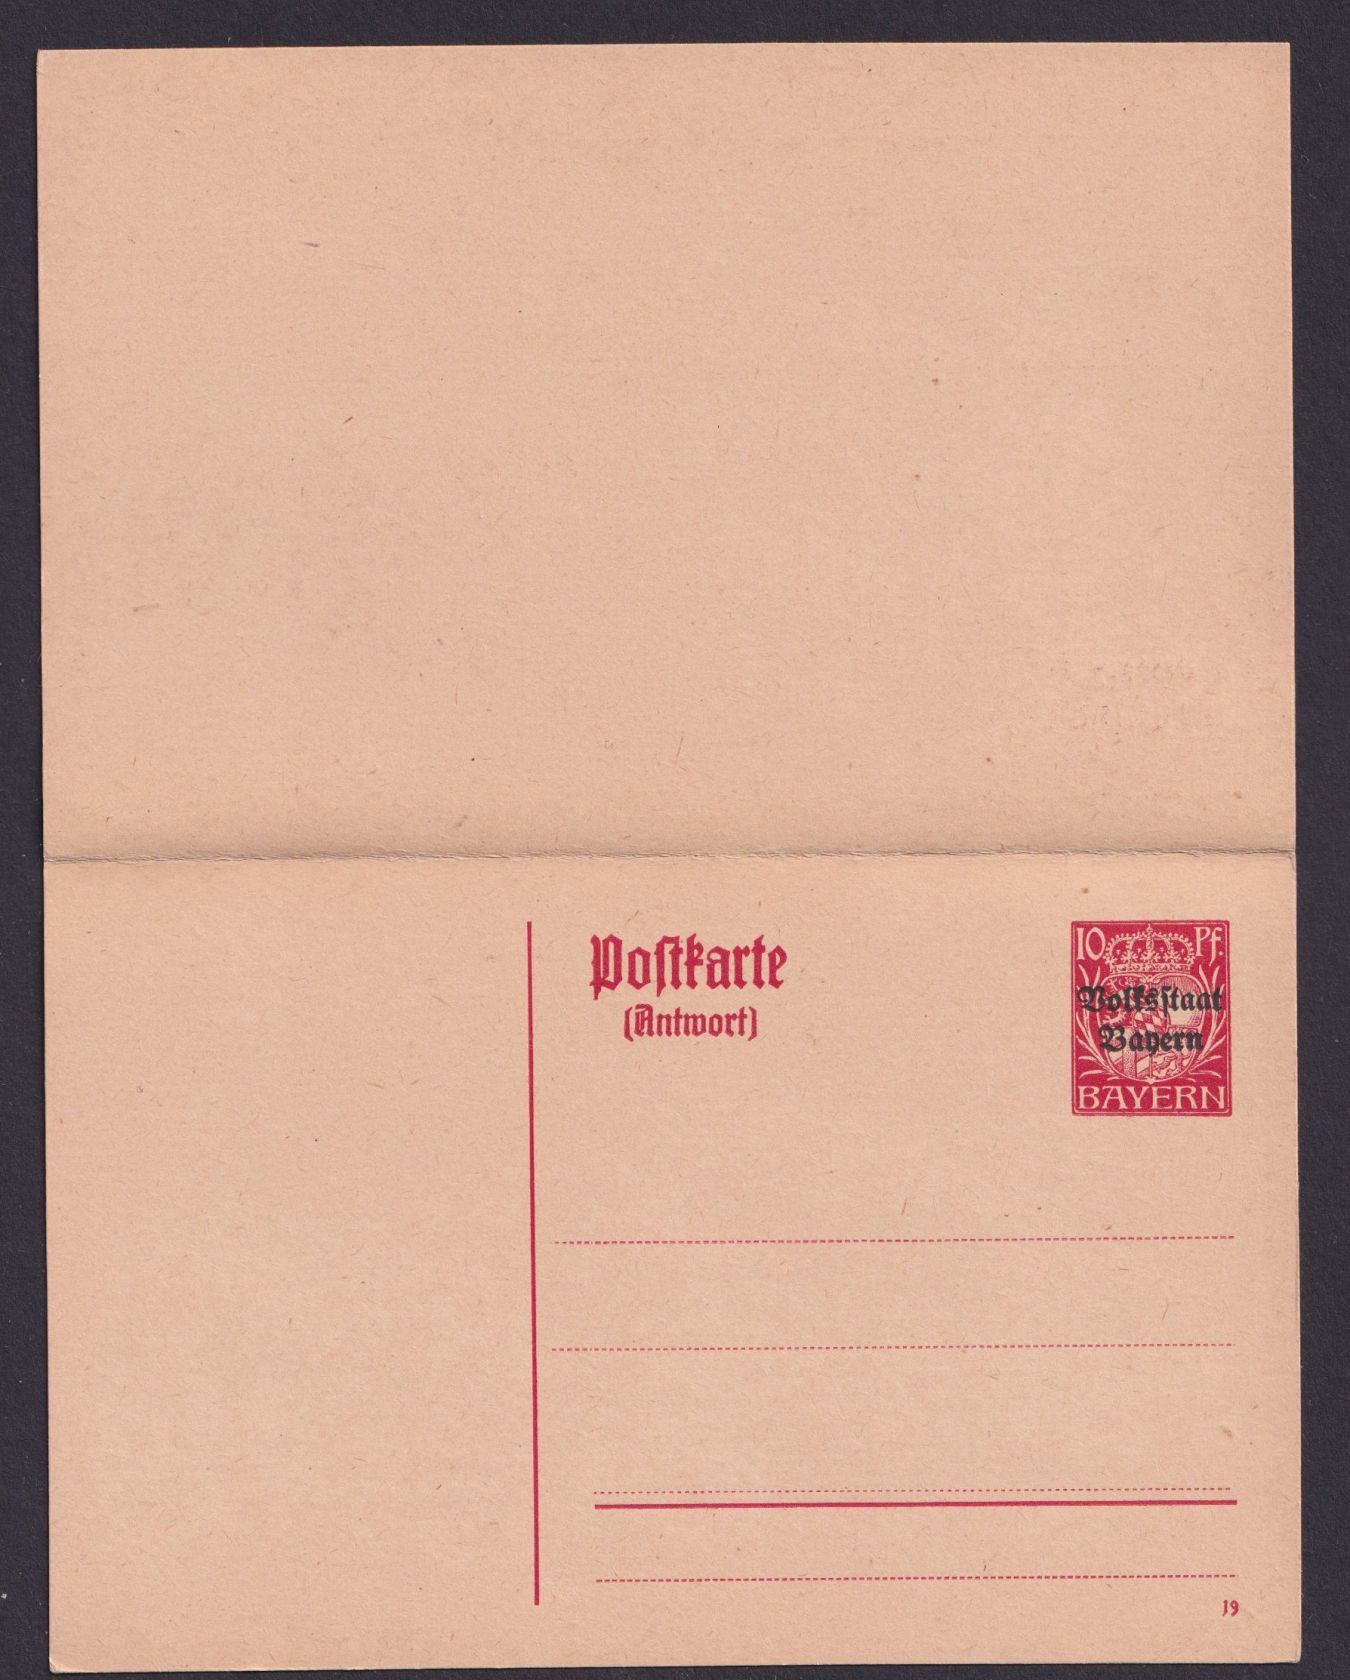 Postkarte
(Antwort)
10 Pf.
Volksstaat
Bayern
BAYERN
19